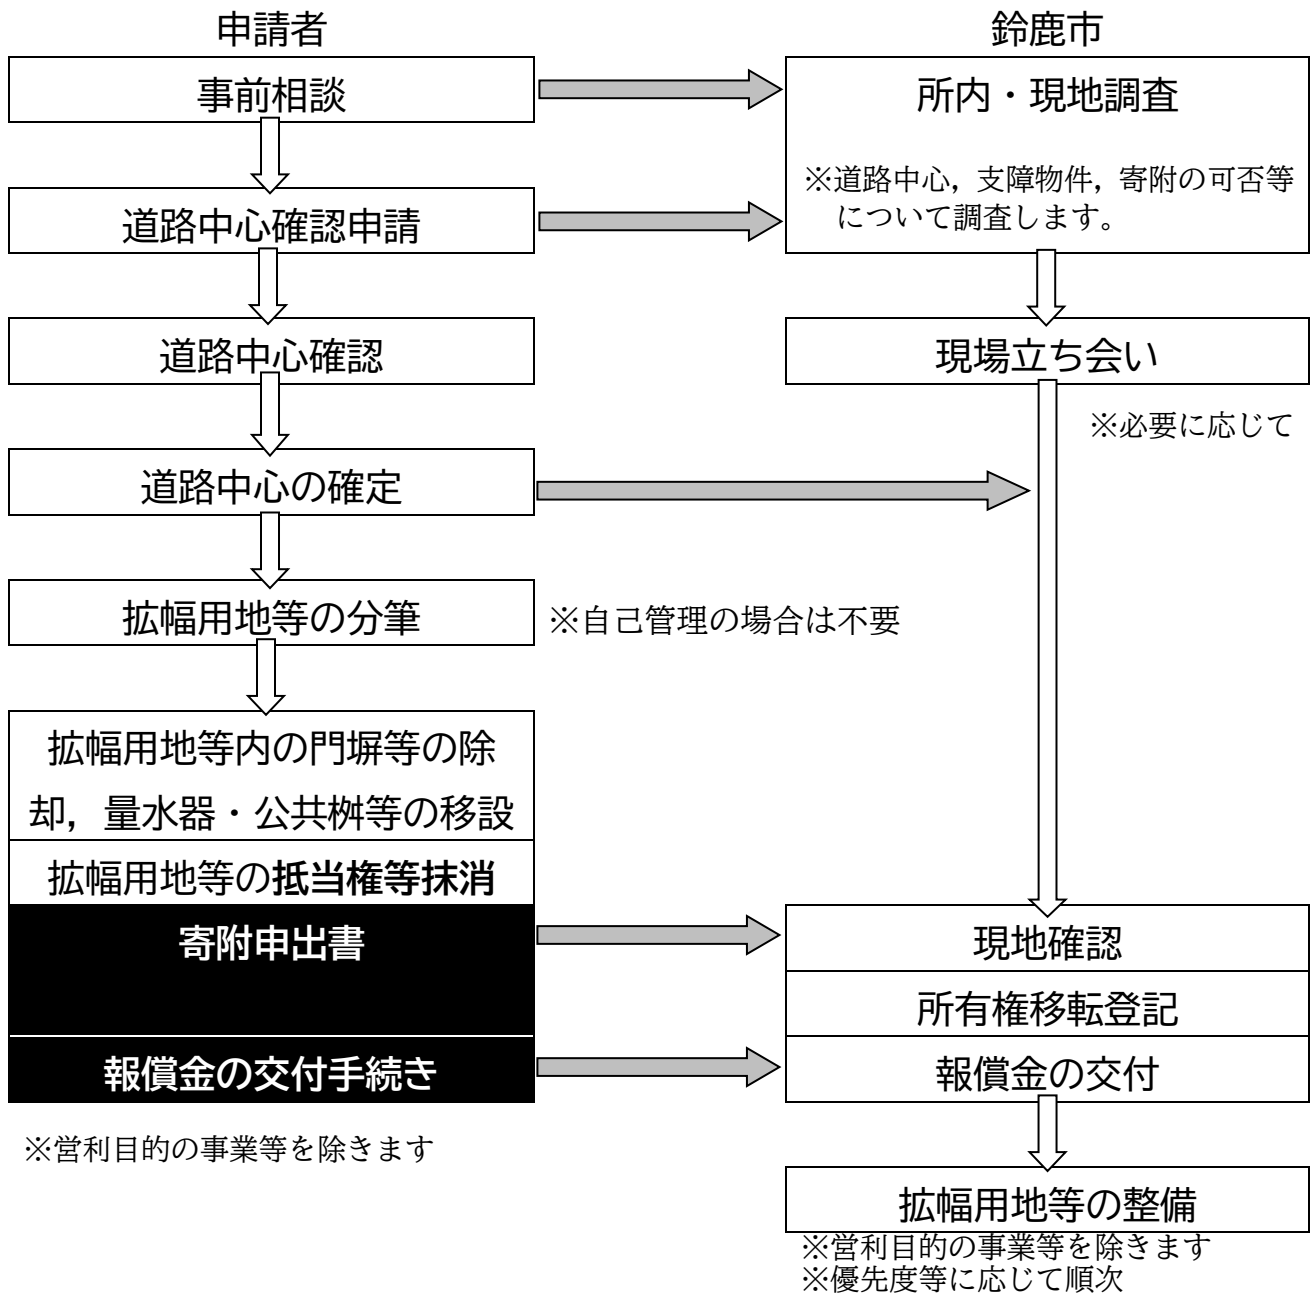 申請者
鈴鹿市
事前相談
所内・現地調査
※道路中心，支障物件，寄附の可否等
について調査します。
道路中心確認申請
道路中心確認
現場立ち会い
※必要に応じて
道路中心の確定
拡幅用地等の分筆
※自己管理の場合は不要
拡幅用地等内の門塀等の除
却，量水器・公共桝等の移設
拡幅用地等の抵当権等抹消
寄附申出書
現地確認
所有権移転登記
報償金の交付手続き
報償金の交付
※営利目的の事業等を除きます
拡幅用地等の整備
※営利目的の事業等を除きます
※優先度等に応じて順次